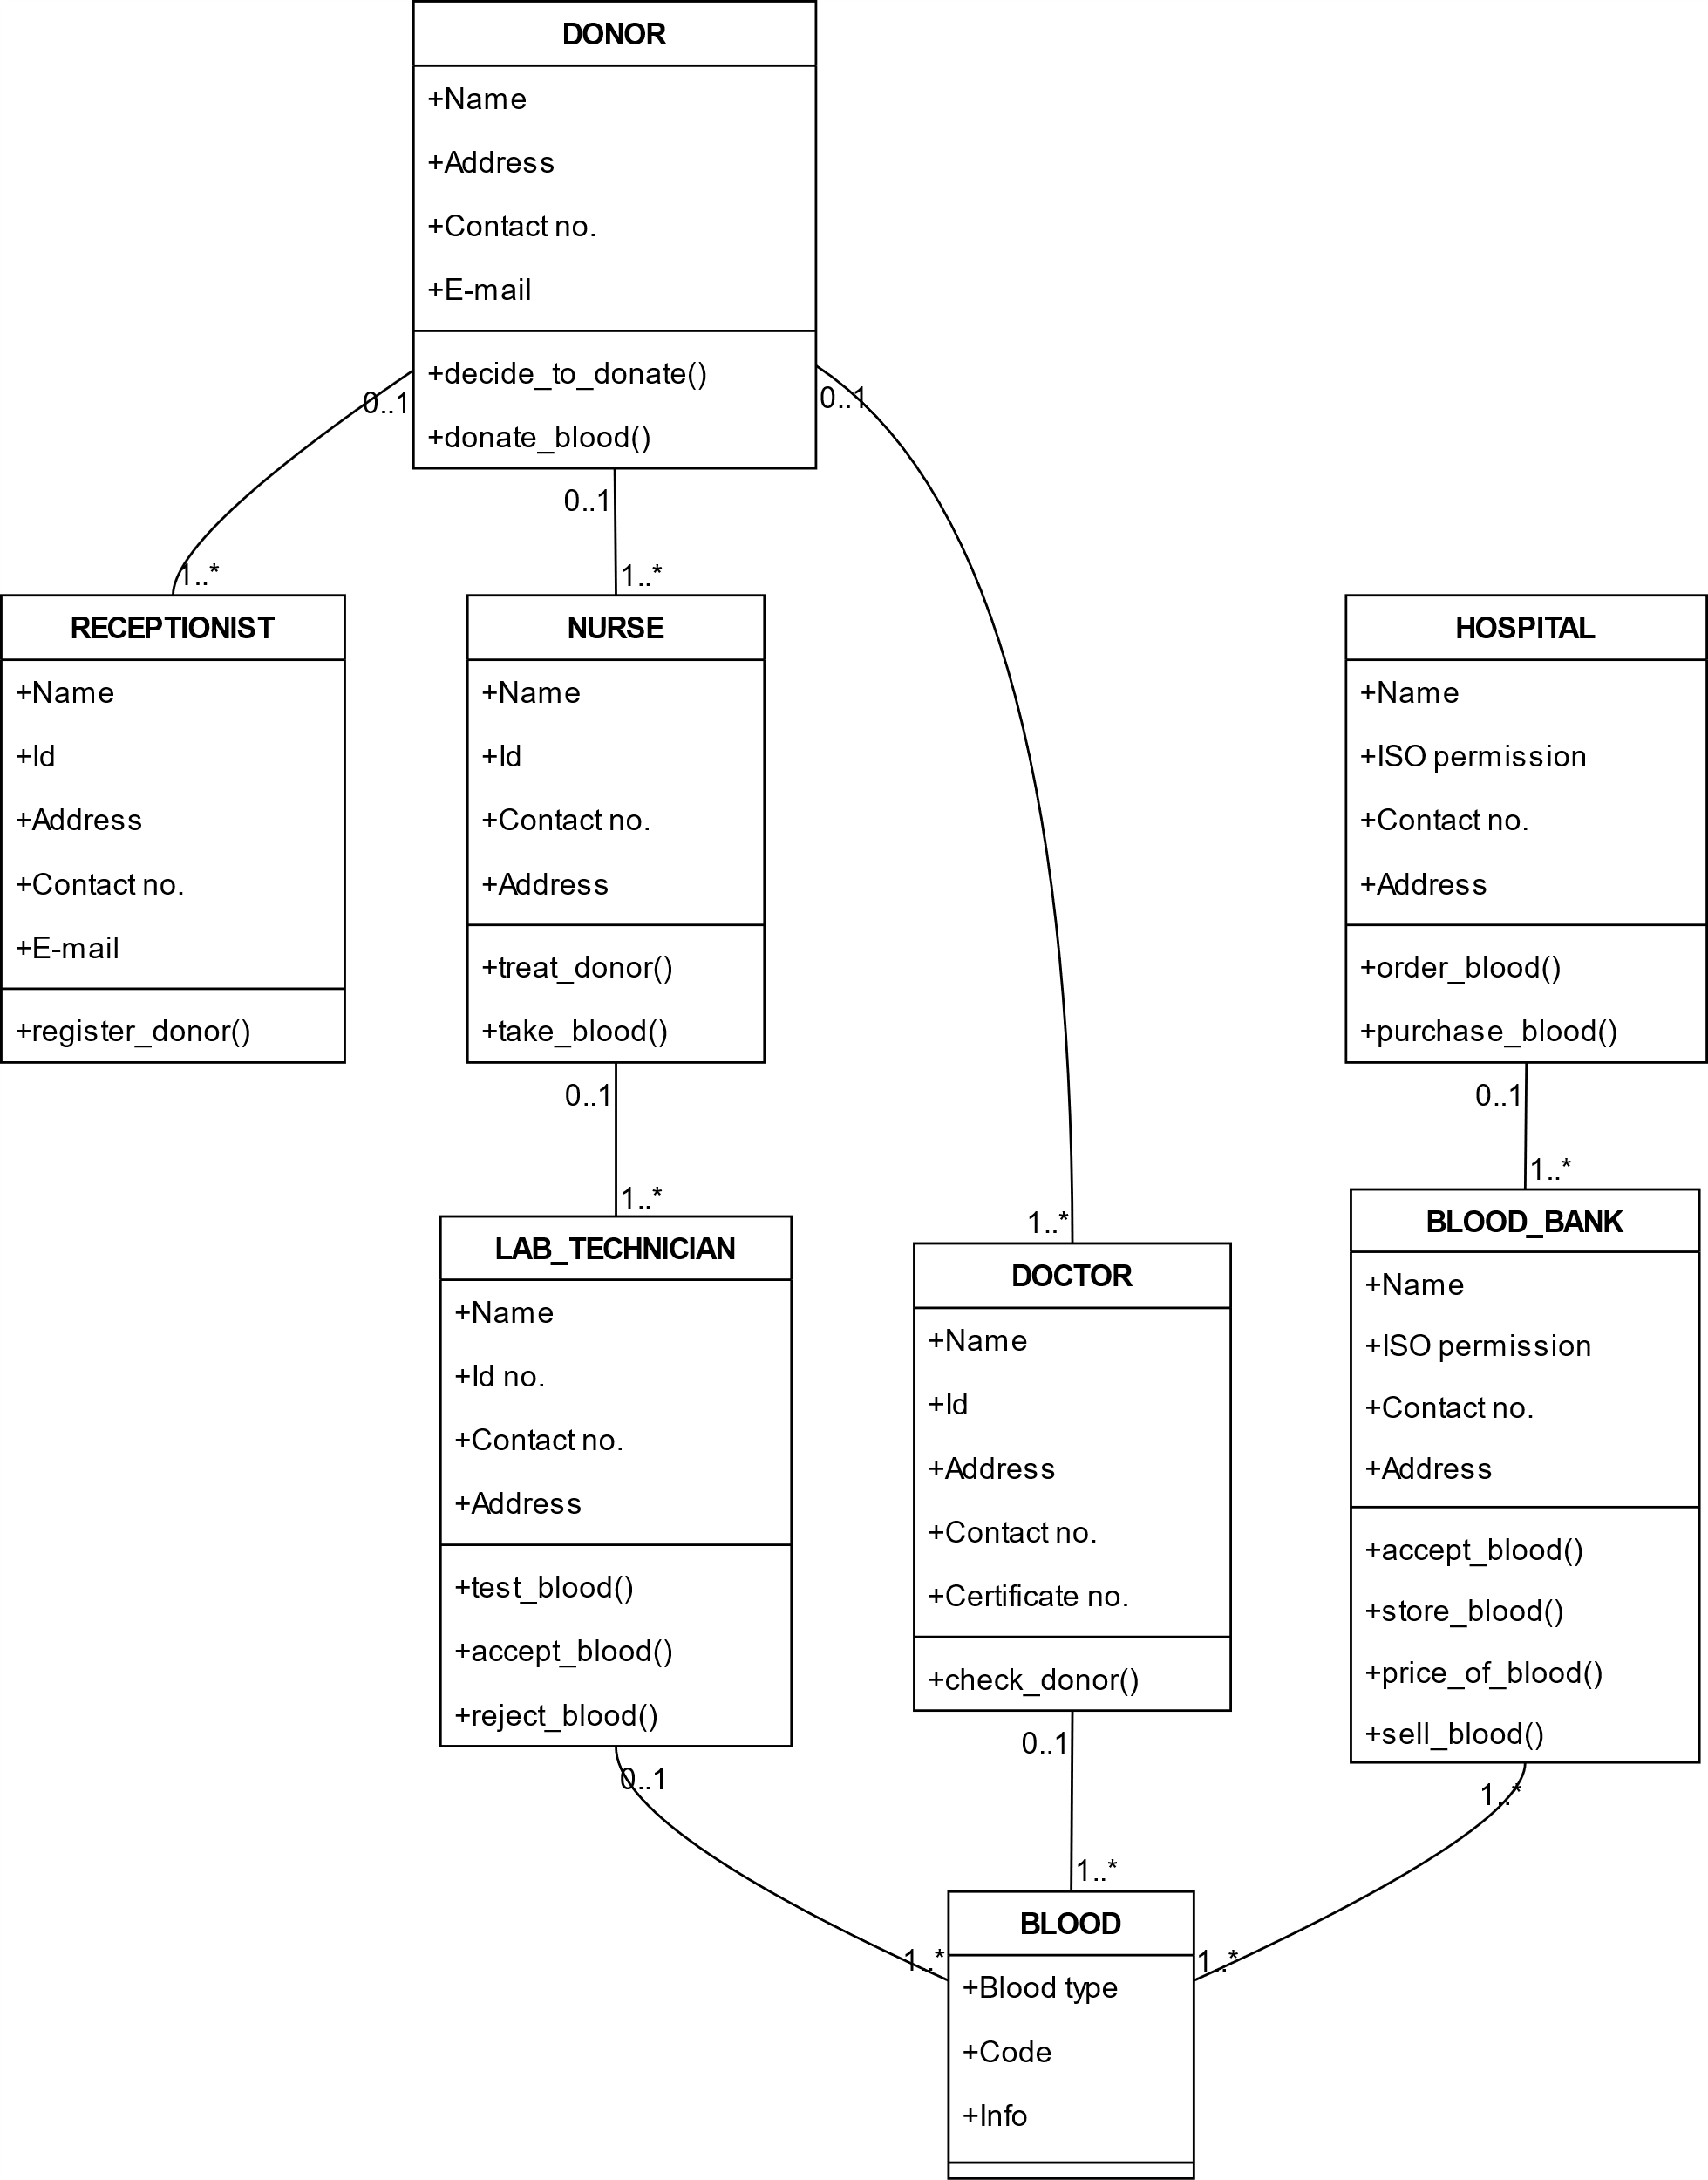 DONOR
+Name
+Address
+Contact no.
+E-mail
+decide_to_donate()
+donate_blood()
0..1
0..1
0..1
1..*
1..*
RECEPTIONIST
+Name
+Id
+Address
+Contact no.
+E-mail
+register_donor()
NURSE
+Name
+Id
+Contact no.
+Address
+treat_donor()
+take_blood()
HOSPITAL
+Name
+ISO permission
+Contact no.
+Address
+order_blood()
+purchase_blood()
0..1
0..1
1..*
1..*
1..*
LAB_TECHNICIAN
+Name
+Id no.
+Contact no.
+Address
+test_blood()
+accept_blood()
+reject_blood()
DOCTOR
+Name
+Id
+Address
+Contact no.
+Certificate no.
+check_donor()
BLOOD_BANK
+Name
+ISO permission
+Contact no.
+Address
+accept_blood()
+store_blood()
+price_of_blood()
+sell_blood()
0..1
0..1
1..*
1..*
1..*
1..*
BLOOD
+Blood type
+Code
+Info